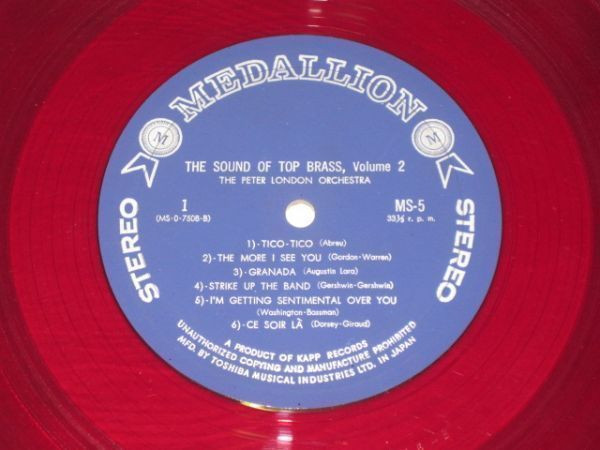 MEDALLION
M
M
THE SOUND OF TOP BRASS, Volume 2
THE PETER LONDON ORCHESTRA
I
(MS-O-7508-B)
MS-5
33⅓ r. p. m.
STEREO
STEREO
1)-TICO-TICO (Abreu)
2)-THE MORE I SEE YOU (Gordon-Warren)
3)-GRANADA (Augustin Lara)
4)-STRIKE UP THE BAND (Gershwin-Gershwin)
5)-I'M GETTING SENTIMENTAL OVER YOU
(Washington-Bassman)
6)-CE SOIR LÀ (Dorsey-Giraud)
A PRODUCT OF KAPP RECORDS
UNAUTHORIZED COPYING AND MANUFACTURE PROHIBITED
MFD. BY TOSHIBA MUSICAL INDUSTRIES LTD. IN JAPAN